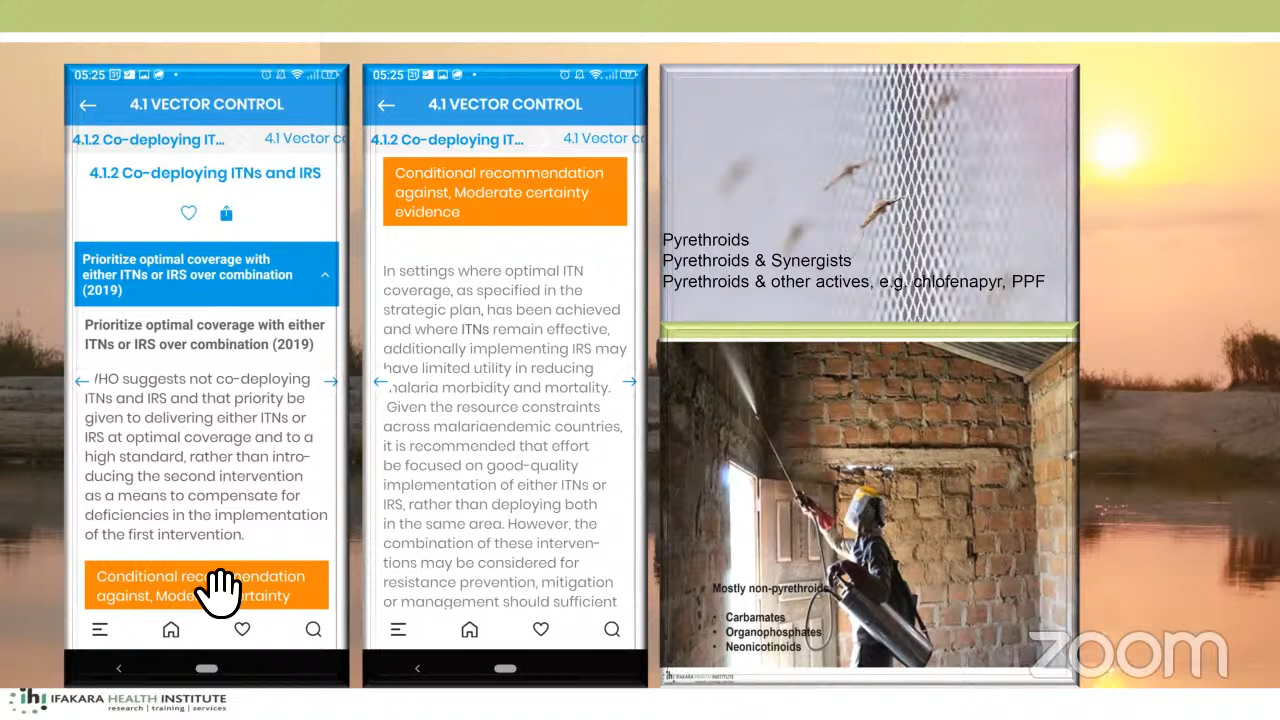 05:25
4.1 VECTOR CONTROL
4.1.2 Co-deploying IT... 4.1 Vector co
4.1.2 Co-deploying ITNs and IRS
Prioritize optimal coverage with
either ITNs or IRS over combination
(2019)
Prioritize optimal coverage with either
ITNs or IRS over combination (2019)
/HO suggests not co-deploying
ITNs and IRS and that priority be
given to delivering either ITNs or
IRS at optimal coverage and to a
high standard, rather than intro-
ducing the second intervention
as a means to compensate for
deficiencies in the implementation
of the first intervention.
Conditional recommendation
against, Moderate certainty
05:25
4.1 VECTOR CONTROL
4.1.2 Co-deploying IT... 4.1 Vector co
Conditional recommendation
against, Moderate certainty
evidence
In settings where optimal ITN
coverage, as specified in the
strategic plan, has been achieved
and where ITNs remain effective,
additionally implementing IRS may
have limited utility in reducing
malaria morbidity and mortality.
Given the resource constraints
across malariaendemic countries,
it is recommended that effort
be focused on good-quality
implementation of either ITNs or
IRS, rather than deploying both
in the same area. However, the
combination of these interven-
tions may be considered for
resistance prevention, mitigation
or management should sufficient
Pyrethroids
Pyrethroids & Synergists
Pyrethroids & other actives, e.g. chlofenapyr, PPF
Mostly non-pyrethroids
• Carbamates
• Organophosphates
• Neonicotinoids
ihi IFAKARA HEALTH INSTITUTE
zoom
ihi IFAKARA HEALTH INSTITUTE
research | training | services